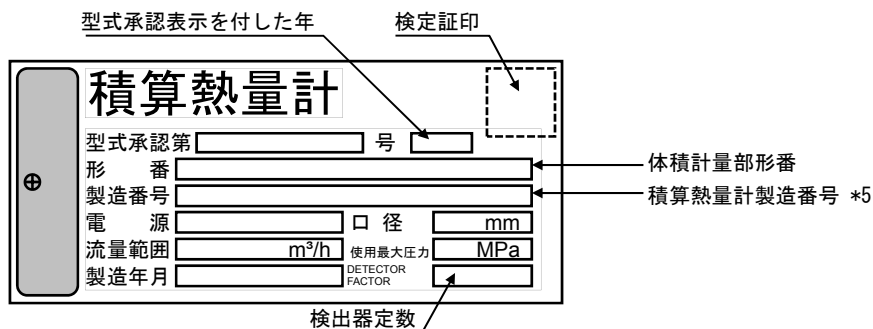 型式承認表示を付した年 検定証印
積算熱量計
型式承認第 号
形 番 体積計量部形番
製造番号 積算熱量計製造番号 *5
電 源 口 径 mm
流量範囲 m³/h 使用最大圧力 MPa
製造年月 DETECTOR FACTOR
検出器定数